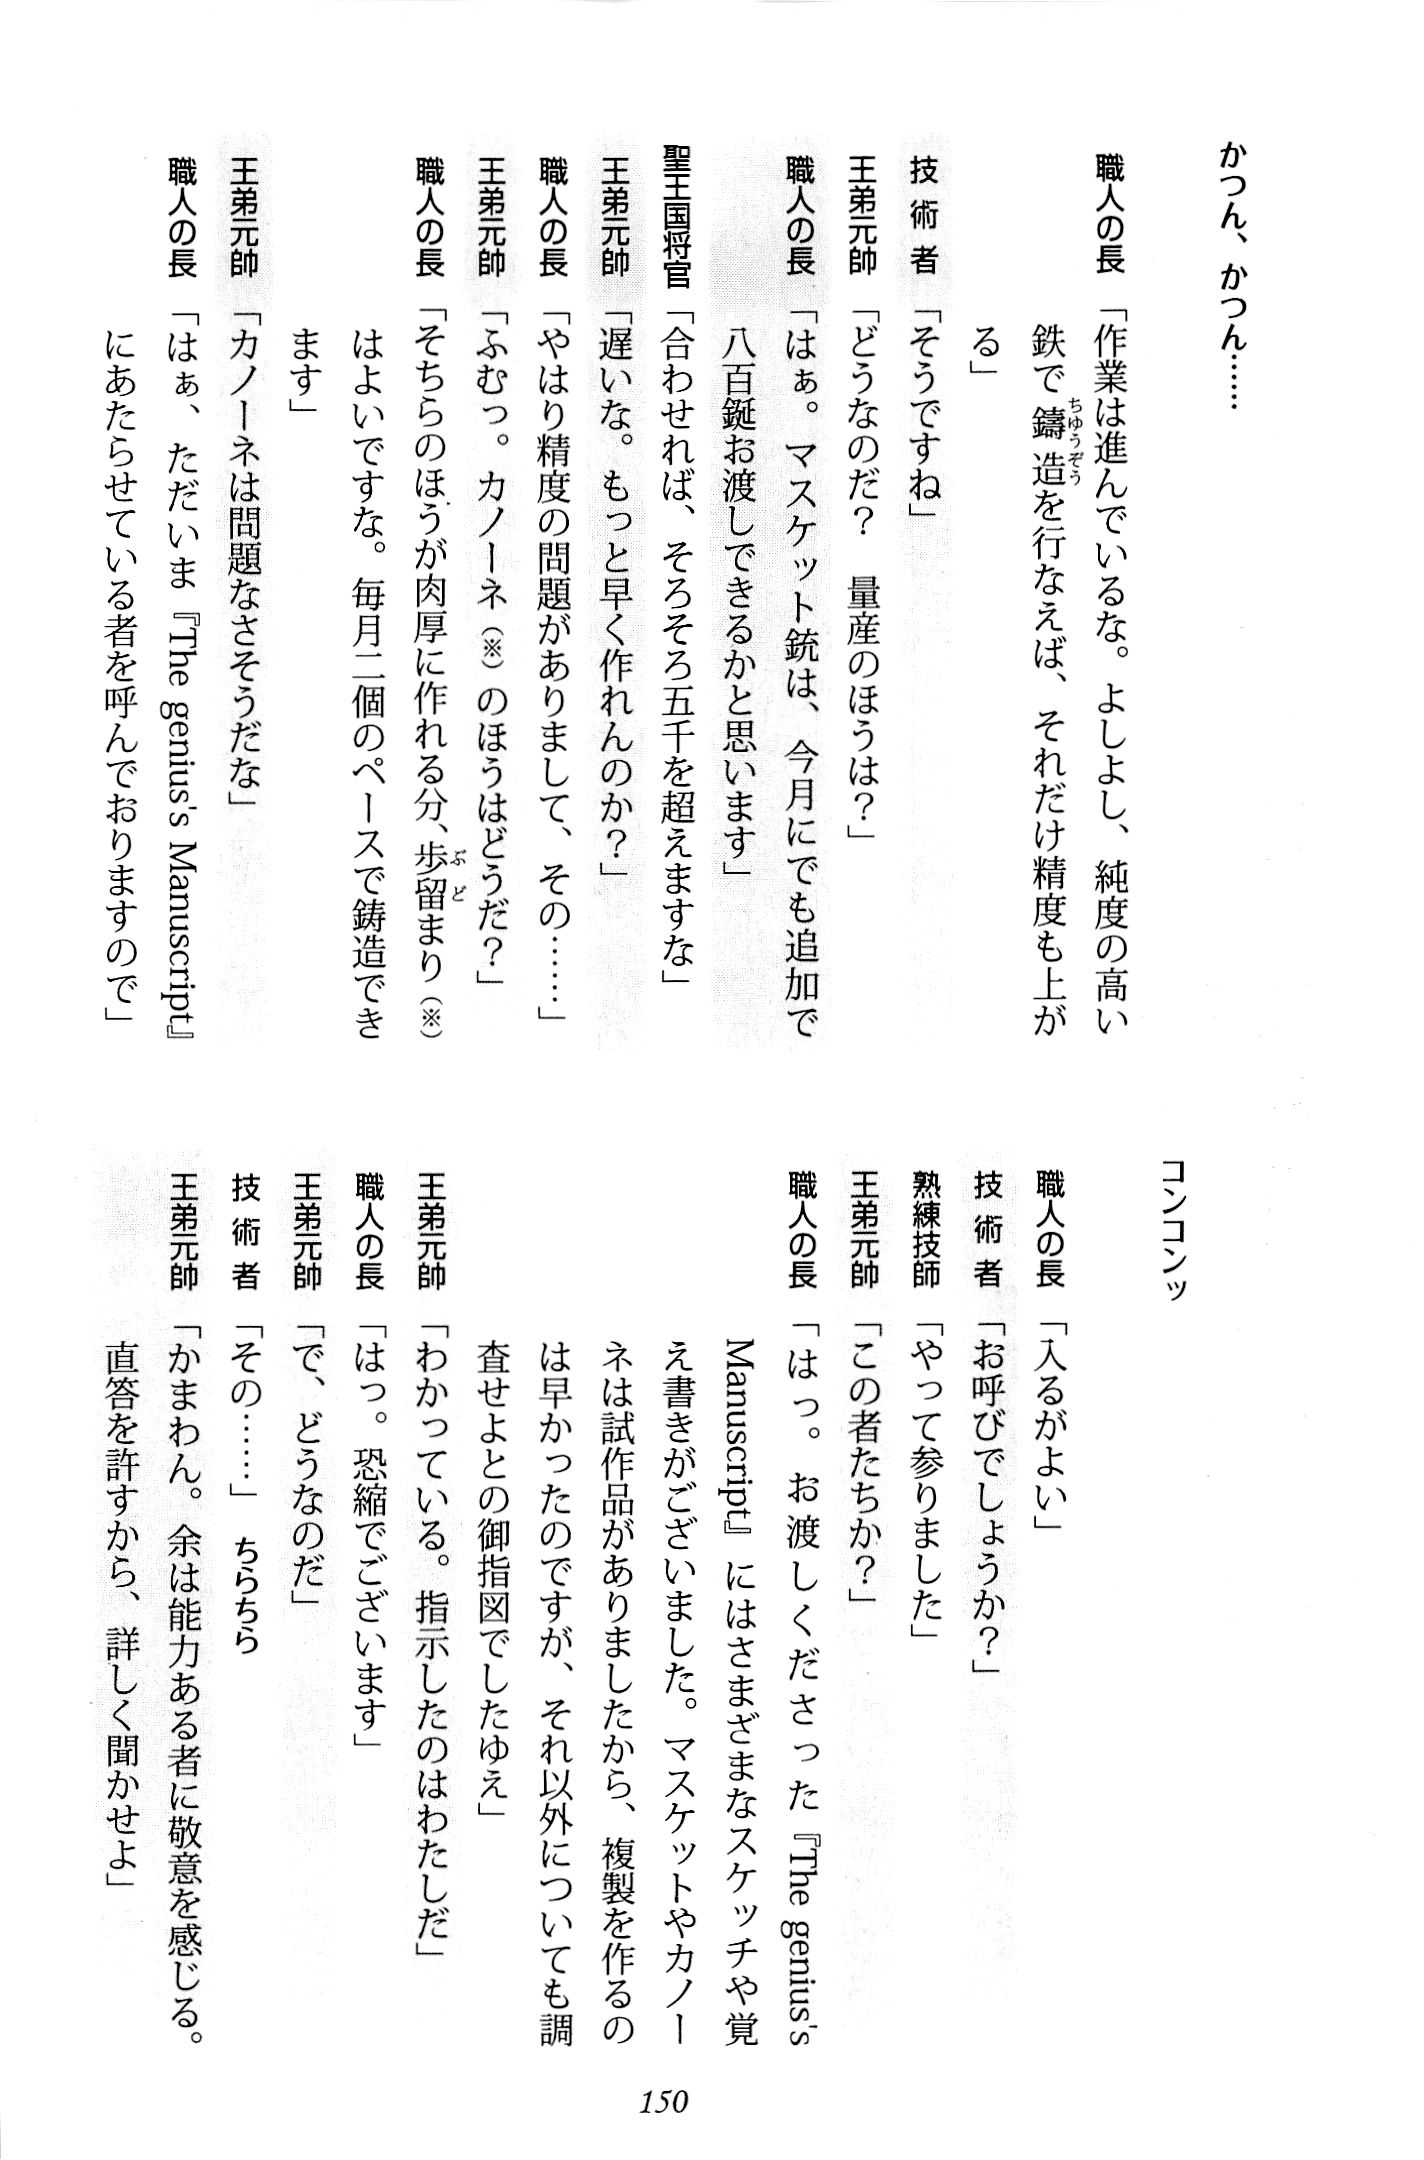 かつん、かつん……
職人の長「作業は進んでいるな。よしよし、純度の高い
鉄で鑄造を行なえば、それだけ精度も上が
ちゅうぞう
る」
技術者「そうですね」
王弟元帥「どうなのだ？　量産のほうは？」
職人の長「はぁ。マスケット銃は、今月にでも追加で
八百鋋お渡しできるかと思います」
聖王国将官「合わせれば、そろそろ五千を超えますな」
王弟元帥「遅いな。もっと早く作れんのか？」
職人の長「やはり精度の問題がありまして、その……」
王弟元帥「ふむっ。カノーネ（※）のほうはどうだ？」
職人の長「そちらのほうが肉厚に作れる分、歩留まり（※）
ぶど
はよいですな。毎月二個のペースで鋳造でき
ます」
王弟元帥「カノーネは問題なさそうだな」
職人の長「はぁ、ただいま『The genius's Manuscript』
にあたらせている者を呼んでおりますので」
コンコンッ
職人の長「入るがよい」
技術者「お呼びでしょうか？」
熟練技師「やって参りました」
王弟元帥「この者たちか？」
職人の長「はっ。お渡しくださった『The genius's
Manuscript』にはさまざまなスケッチや覚
え書きがございました。マスケットやカノー
ネは試作品がありましたから、複製を作るの
は早かったのですが、それ以外についても調
査せよとの御指図でしたゆえ」
王弟元帥「わかっている。指示したのはわたしだ」
職人の長「はっ。恐縮でございます」
王弟元帥「で、どうなのだ」
技術者「その……」　ちらちら
王弟元帥「かまわん。余は能力ある者に敬意を感じる。
直答を許すから、詳しく聞かせよ」
150